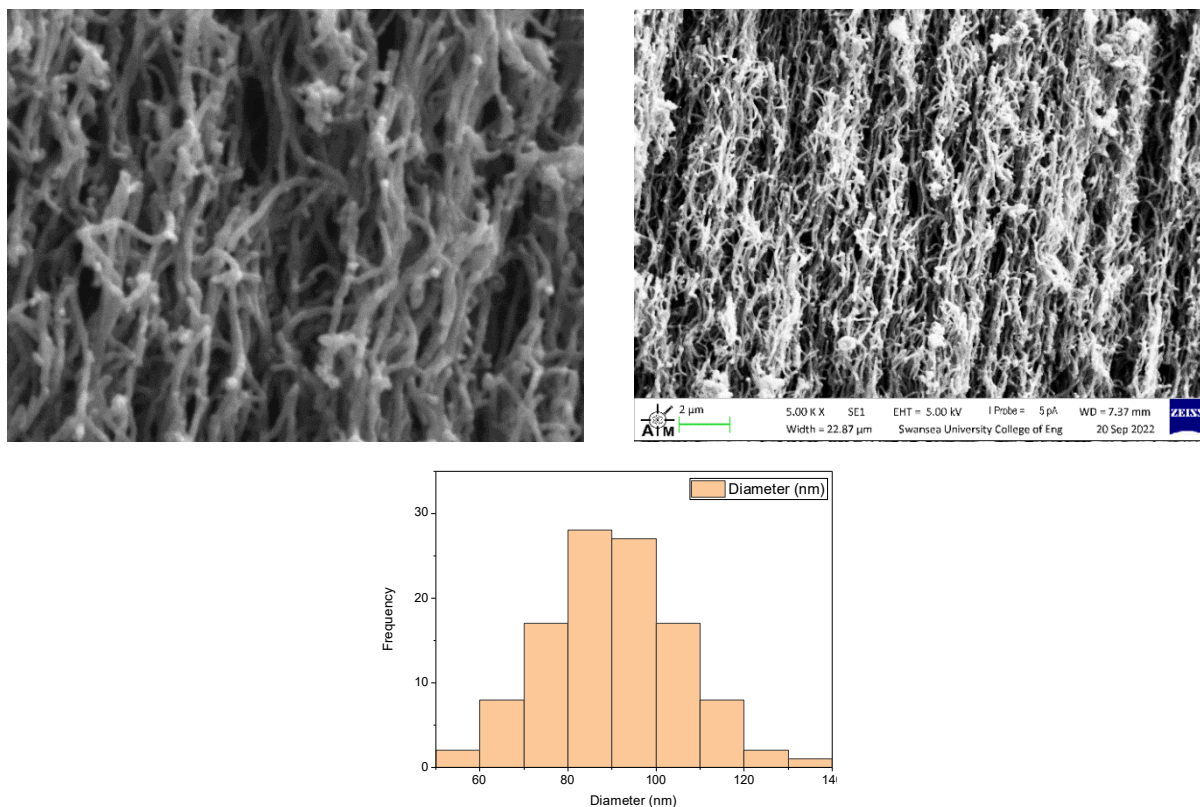 2 µm
5.00 K X SE1 EHT = 5.00 kV I Probe = 5 pA WD = 7.37 mm
ATM
Width = 22.87 µm Swansea University College of Eng 20 Sep 2022
ZEISS
Diameter (nm)
30
20
10
0
Frequency
60 80 100 120 140
Diameter (nm)